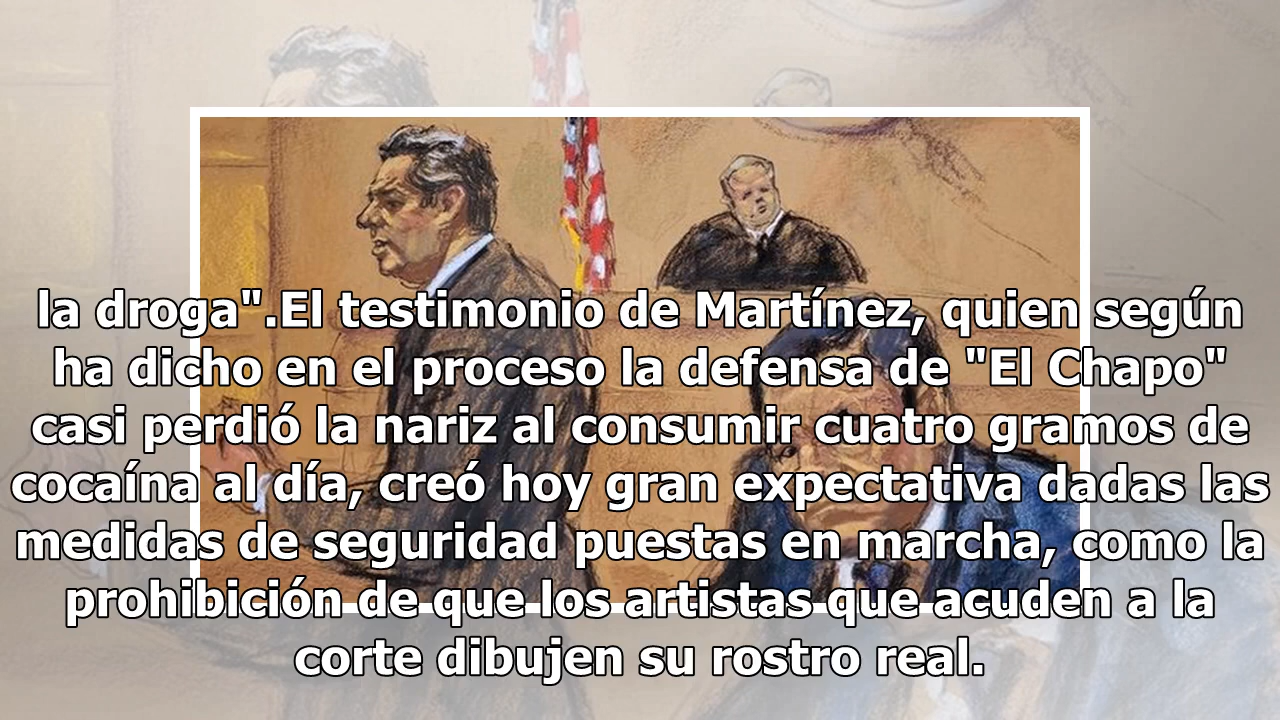 la droga".El testimonio de Martínez, quien según
ha dicho en el proceso la defensa de "El Chapo"
casi perdió la nariz al consumir cuatro gramos de
cocaína al día, creó hoy gran expectativa dadas las
medidas de seguridad puestas en marcha, como la
prohibición de que los artistas que acuden a la
corte dibujen su rostro real.